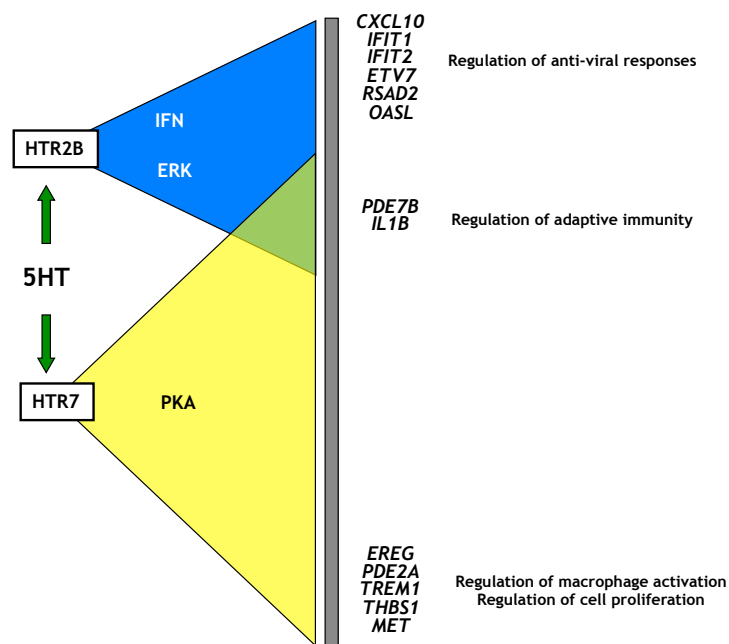 CXCL10
IFIT1
IFIT2
ETV7
RSAD2
OASL
Regulation of anti-viral responses
IFN
HTR2B
ERK
PDE7B
IL1B
Regulation of adaptive immunity
5HT
HTR7
PKA
EREG
PDE2A
TREM1
THBS1
MET
Regulation of macrophage activation
Regulation of cell proliferation